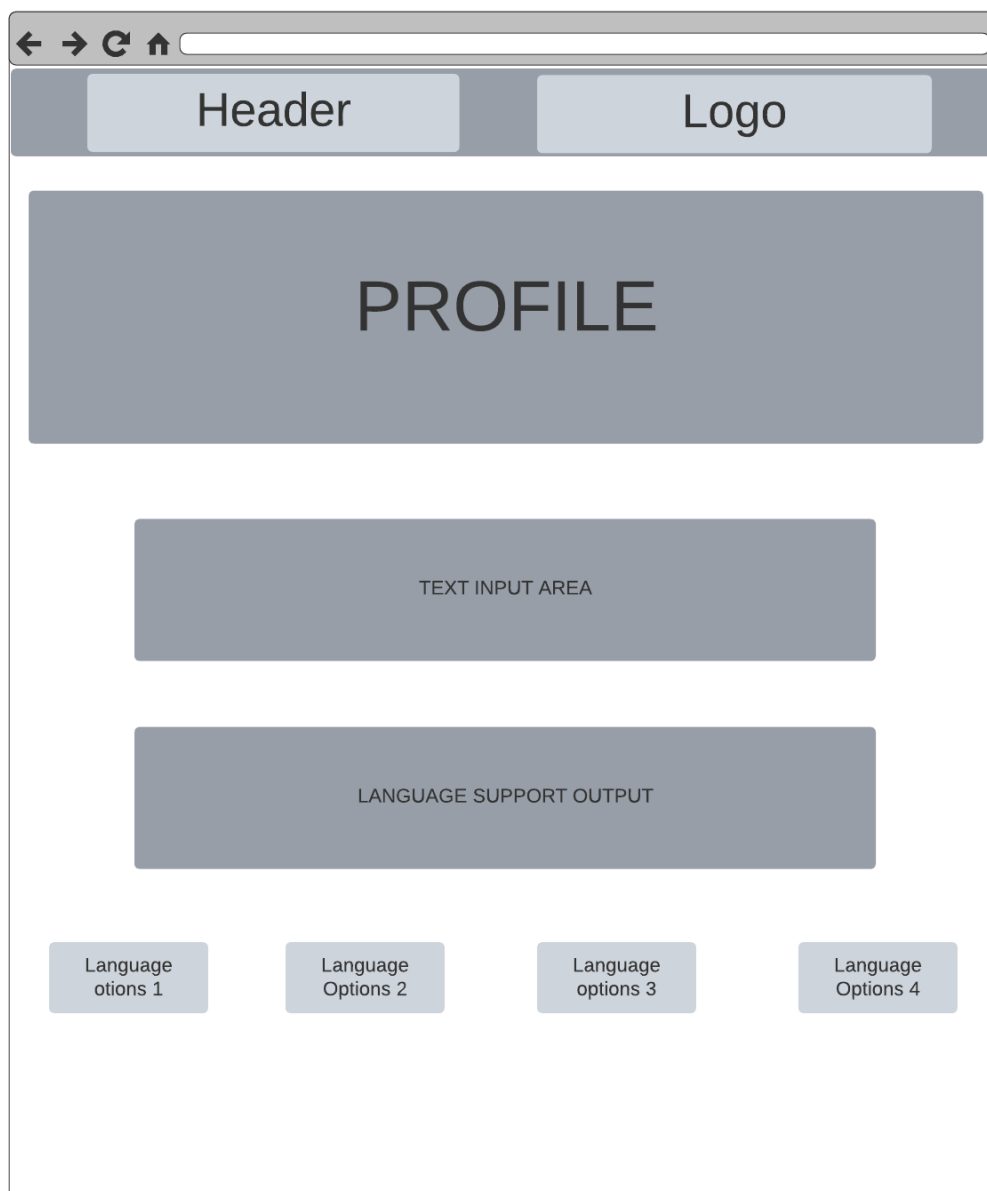 Header
Logo
PROFILE
TEXT INPUT AREA
LANGUAGE SUPPORT OUTPUT
Language
otions 1
Language
Options 2
Language
options 3
Language
Options 4